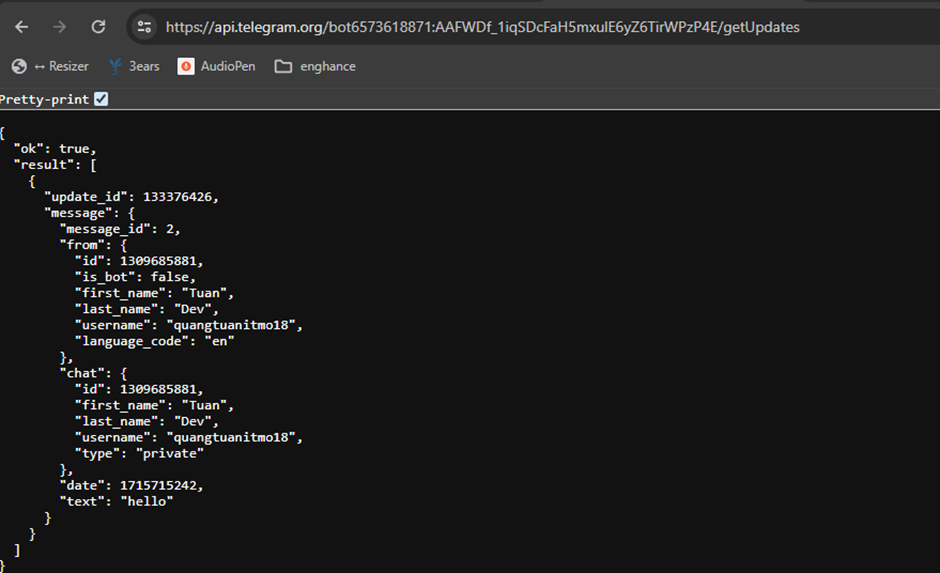 https://api.telegram.org/bot6573618871:AAFWDf_1iqSDcFaH5mxulE6yZ6TirWPzP4E/getUpdates
↔ Resizer 3ears AudioPen enghance
Pretty-print
{
  "ok": true,
  "result": [
    {
      "update_id": 133376426,
      "message": {
        "message_id": 2,
        "from": {
          "id": 1309685881,
          "is_bot": false,
          "first_name": "Tuan",
          "last_name": "Dev",
          "username": "quangtuanitmo18",
          "language_code": "en"
        },
        "chat": {
          "id": 1309685881,
          "first_name": "Tuan",
          "last_name": "Dev",
          "username": "quangtuanitmo18",
          "type": "private"
        },
        "date": 1715715242,
        "text": "hello"
      }
    }
  ]
}